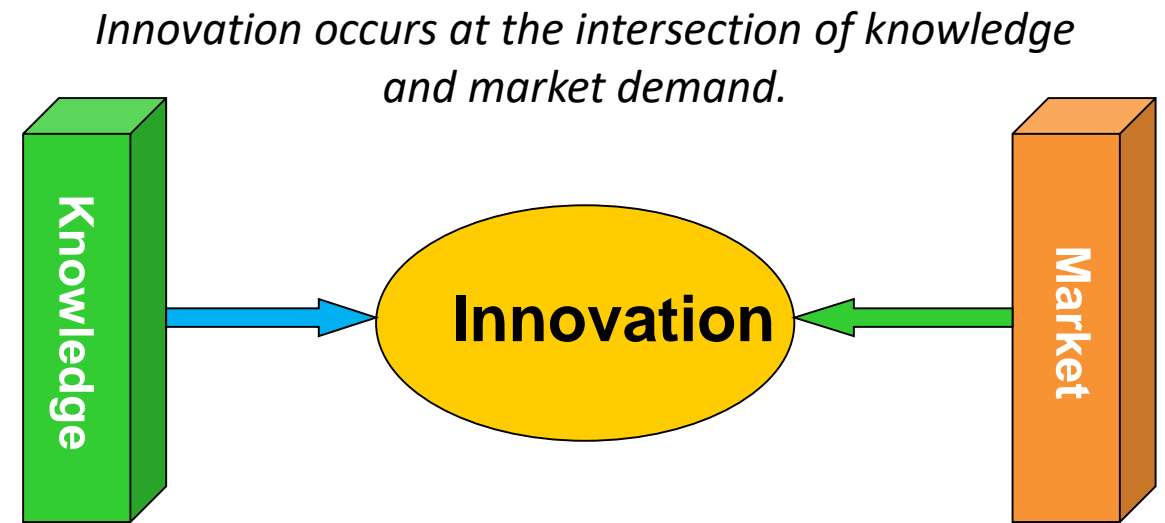 Innovation occurs at the intersection of knowledge
and market demand.
Knowledge
Innovation
Market